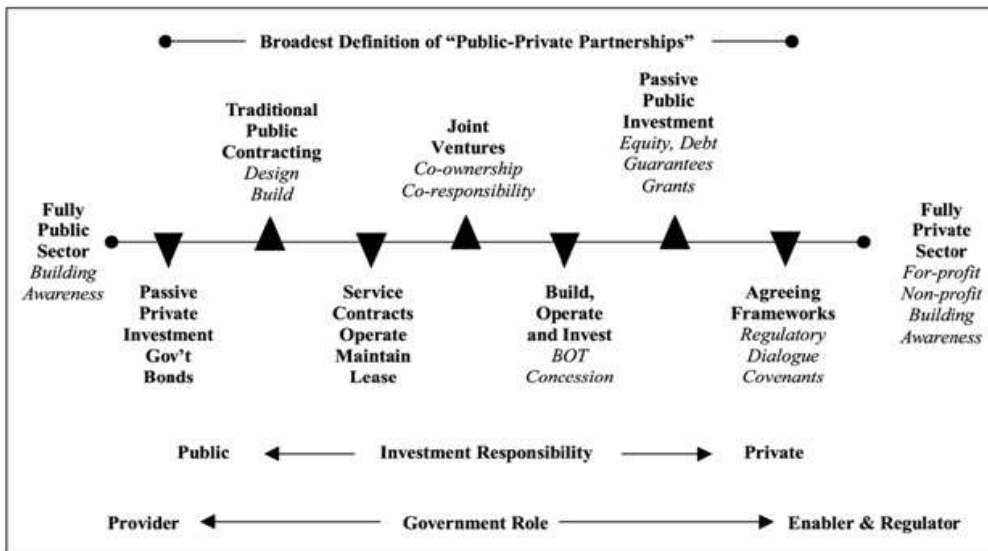 Broadest Definition of “Public-Private Partnerships”
Traditional
Public
Contracting
Design
Build
Joint
Ventures
Co-ownership
Co-responsibility
Passive
Public
Investment
Equity, Debt
Guarantees
Grants
Fully
Public
Sector
Building
Awareness
Fully
Private
Sector
For-profit
Non-profit
Building
Awareness
Passive
Private
Investment
Gov’t
Bonds
Service
Contracts
Operate
Maintain
Lease
Build,
Operate
and Invest
BOT
Concession
Agreeing
Frameworks
Regulatory
Dialogue
Covenants
Public Investment Responsibility Private
Provider Government Role Enabler & Regulator